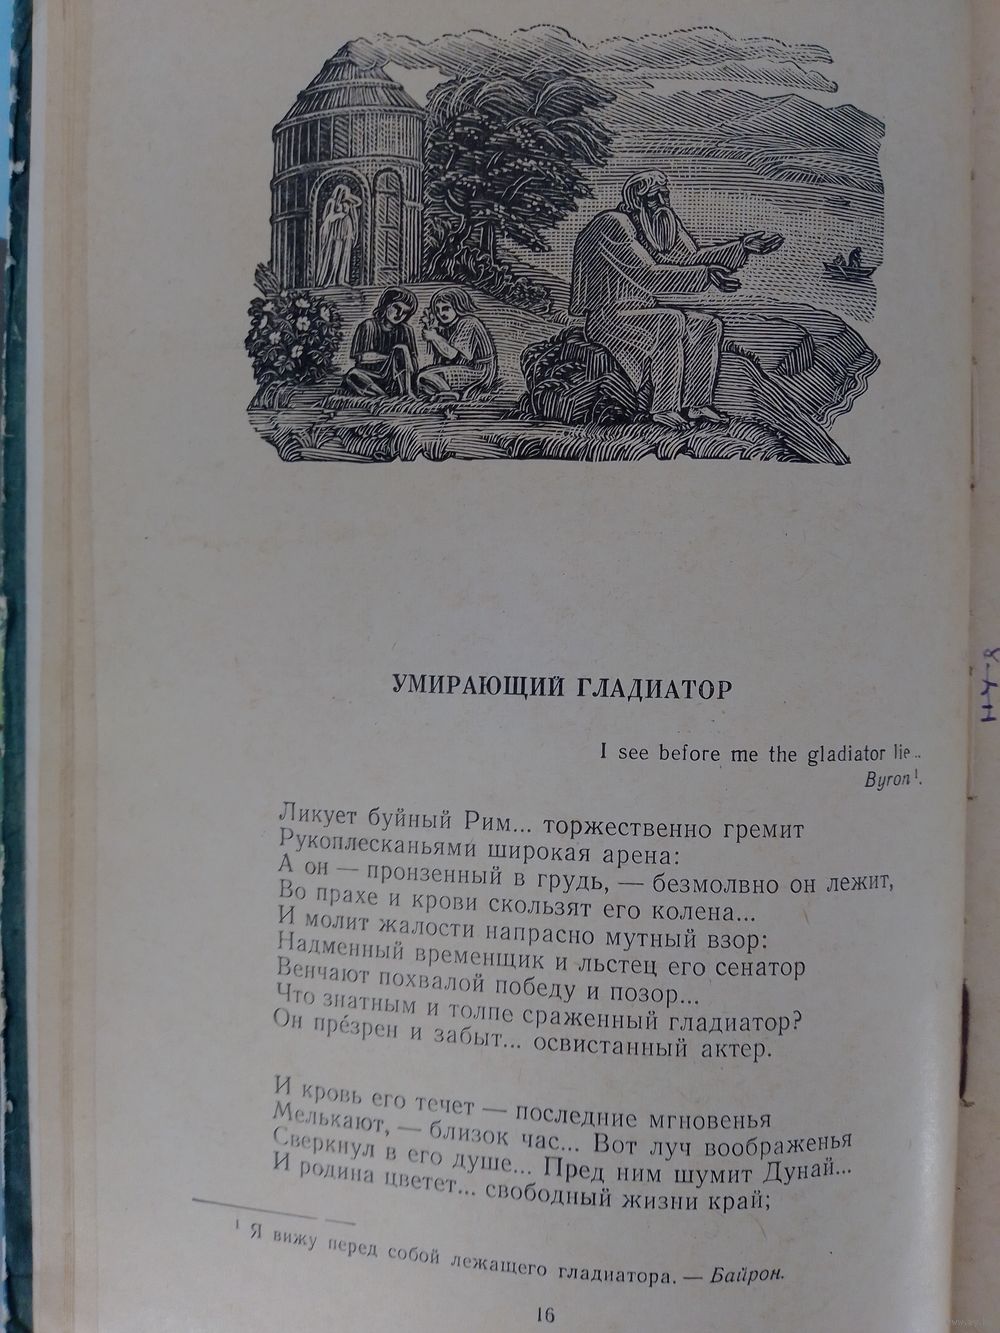 УМИРАЮЩИЙ ГЛАДИАТОР
I see before me the gladiator lie..
Byron¹.
Ликует буйный Рим... торжественно гремит
Рукоплесканьями широкая арена:
А он — пронзенный в грудь, — безмолвно он лежит,
Во прахе и крови скользят его колена...
И молит жалости напрасно мутный взор:
Надменный временщик и льстец его сенатор
Венчают похвалой победу и позор...
Что знатным и толпе сраженный гладиатор?
Он пре́зрен и забыт... освистанный актер.
И кровь его течет — последние мгновенья
Мелькают, — близок час... Вот луч воображенья
Сверкнул в его душе... Пред ним шумит Дунай...
И родина цветет... свободный жизни край;
¹ Я вижу перед собой лежащего гладиатора. — Байрон.
16